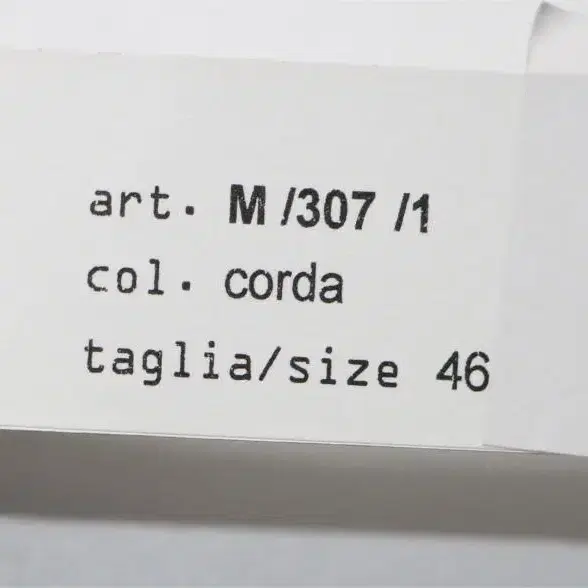 art. M /307 /1
col. corda
taglia/size 46